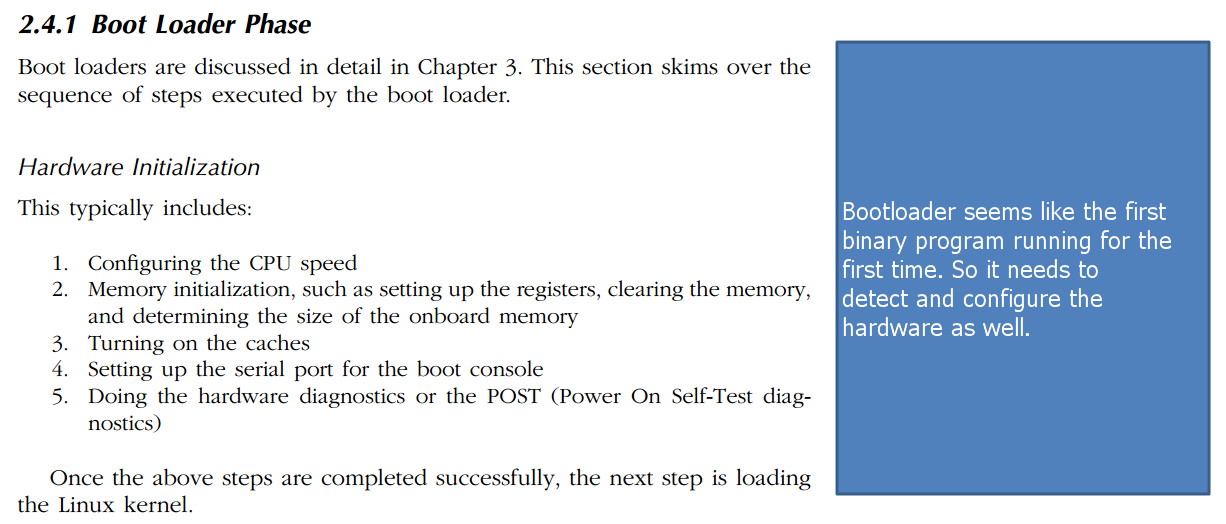 2.4.1 Boot Loader Phase
Boot loaders are discussed in detail in Chapter 3. This section skims over the
sequence of steps executed by the boot loader.
Hardware Initialization
This typically includes:
1. Configuring the CPU speed
2. Memory initialization, such as setting up the registers, clearing the memory,
and determining the size of the onboard memory
3. Turning on the caches
4. Setting up the serial port for the boot console
5. Doing the hardware diagnostics or the POST (Power On Self-Test diag-
nostics)
Once the above steps are completed successfully, the next step is loading
the Linux kernel.
Bootloader seems like the first
binary program running for the
first time. So it needs to
detect and configure the
hardware as well.